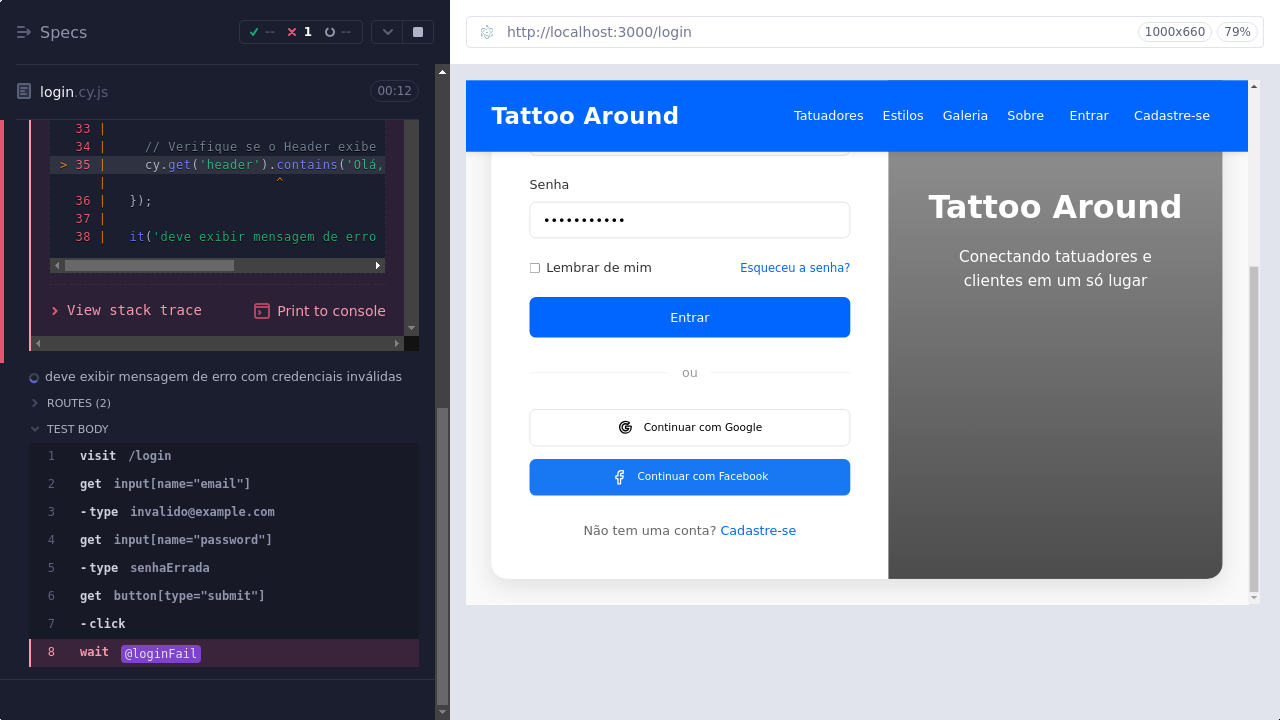 Specs
-- 1 --
login.cy.js 00:12
33 |
34 | // Verifique se o Header exibe
> 35 | cy.get('header').contains('Olá,
| ^
36 | });
37 |
38 | it('deve exibir mensagem de erro
View stack trace
Print to console
deve exibir mensagem de erro com credenciais inválidas
ROUTES (2)
TEST BODY
1 visit /login
2 get input[name="email"]
3 -type invalido@example.com
4 get input[name="password"]
5 -type senhaErrada
6 get button[type="submit"]
7 -click
8 wait @loginFail
http://localhost:3000/login 1000x660 79%
Tattoo Around Tatuadores Estilos Galeria Sobre Entrar Cadastre-se
Senha
•••••••••••
Lembrar de mim Esqueceu a senha?
Entrar
ou
Continuar com Google
Continuar com Facebook
Não tem uma conta? Cadastre-se
Tattoo Around
Conectando tatuadores e
clientes em um só lugar